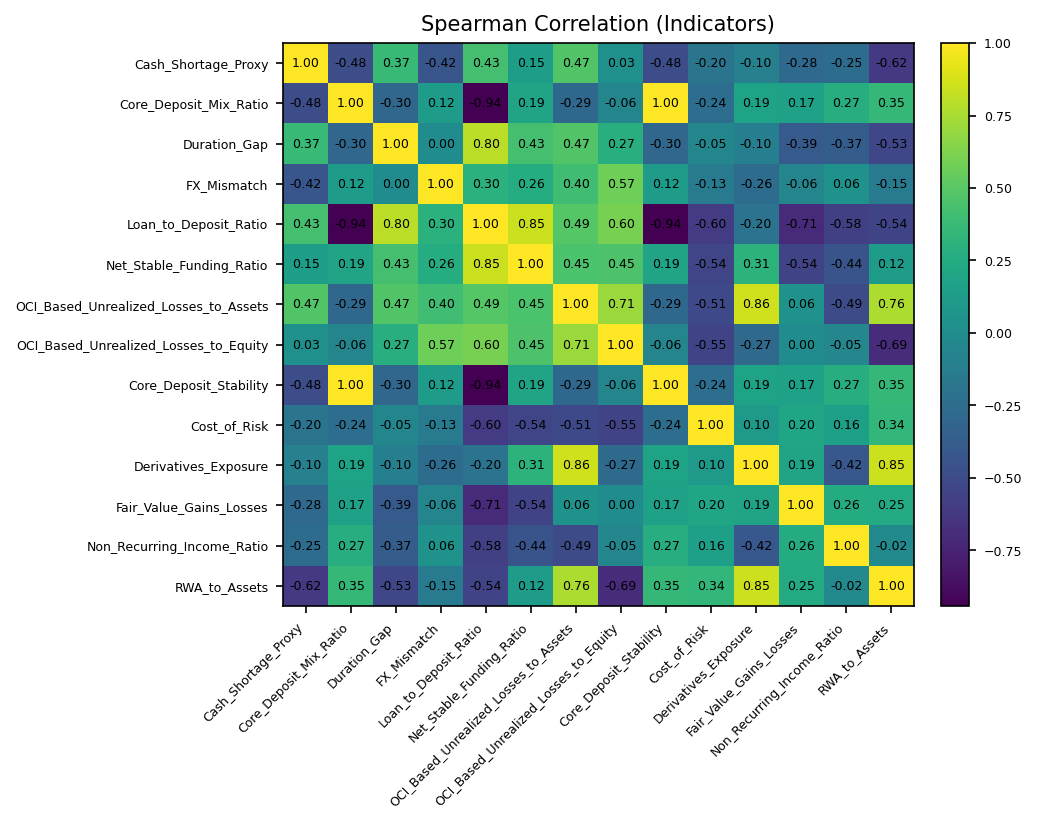 Spearman Correlation (Indicators)
Cash_Shortage_Proxy 1.00 -0.48 0.37 -0.42 0.43 0.15 0.47 0.03 -0.48 -0.20 -0.10 -0.28 -0.25 -0.62
Core_Deposit_Mix_Ratio -0.48 1.00 -0.30 0.12 -0.94 0.19 -0.29 -0.06 1.00 -0.24 0.19 0.17 0.27 0.35
Duration_Gap 0.37 -0.30 1.00 0.00 0.80 0.43 0.47 0.27 -0.30 -0.05 -0.10 -0.39 -0.37 -0.53
FX_Mismatch -0.42 0.12 0.00 1.00 0.30 0.26 0.40 0.57 0.12 -0.13 -0.26 -0.06 0.06 -0.15
Loan_to_Deposit_Ratio 0.43 -0.94 0.80 0.30 1.00 0.85 0.49 0.60 -0.94 -0.60 -0.20 -0.71 -0.58 -0.54
Net_Stable_Funding_Ratio 0.15 0.19 0.43 0.26 0.85 1.00 0.45 0.45 0.19 -0.54 0.31 -0.54 -0.44 0.12
OCI_Based_Unrealized_Losses_to_Assets 0.47 -0.29 0.47 0.40 0.49 0.45 1.00 0.71 -0.29 -0.51 0.86 0.06 -0.49 0.76
OCI_Based_Unrealized_Losses_to_Equity 0.03 -0.06 0.27 0.57 0.60 0.45 0.71 1.00 -0.06 -0.55 -0.27 0.00 -0.05 -0.69
Core_Deposit_Stability -0.48 1.00 -0.30 0.12 -0.94 0.19 -0.29 -0.06 1.00 -0.24 0.19 0.17 0.27 0.35
Cost_of_Risk -0.20 -0.24 -0.05 -0.13 -0.60 -0.54 -0.51 -0.55 -0.24 1.00 0.10 0.20 0.16 0.34
Derivatives_Exposure -0.10 0.19 -0.10 -0.26 -0.20 0.31 0.86 -0.27 0.19 0.10 1.00 0.19 -0.42 0.85
Fair_Value_Gains_Losses -0.28 0.17 -0.39 -0.06 -0.71 -0.54 0.06 0.00 0.17 0.20 0.19 1.00 0.26 0.25
Non_Recurring_Income_Ratio -0.25 0.27 -0.37 0.06 -0.58 -0.44 -0.49 -0.05 0.27 0.16 -0.42 0.26 1.00 -0.02
RWA_to_Assets -0.62 0.35 -0.53 -0.15 -0.54 0.12 0.76 -0.69 0.35 0.34 0.85 0.25 -0.02 1.00
Cash_Shortage_Proxy
Core_Deposit_Mix_Ratio
Duration_Gap
FX_Mismatch
Loan_to_Deposit_Ratio
Net_Stable_Funding_Ratio
OCI_Based_Unrealized_Losses_to_Assets
OCI_Based_Unrealized_Losses_to_Equity
Core_Deposit_Stability
Cost_of_Risk
Derivatives_Exposure
Fair_Value_Gains_Losses
Non_Recurring_Income_Ratio
RWA_to_Assets
1.00
0.75
0.50
0.25
0.00
−0.25
−0.50
−0.75